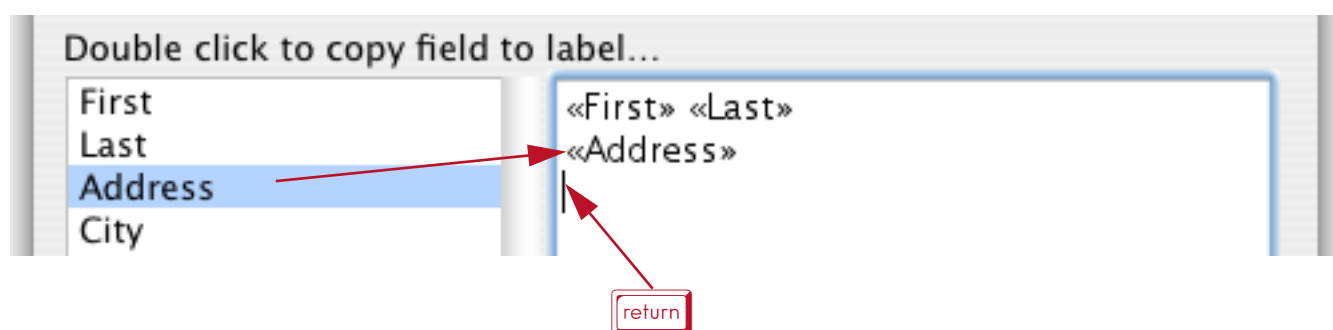 Double click to copy field to label...
First
Last
Address
City
«First» «Last»
«Address»
return